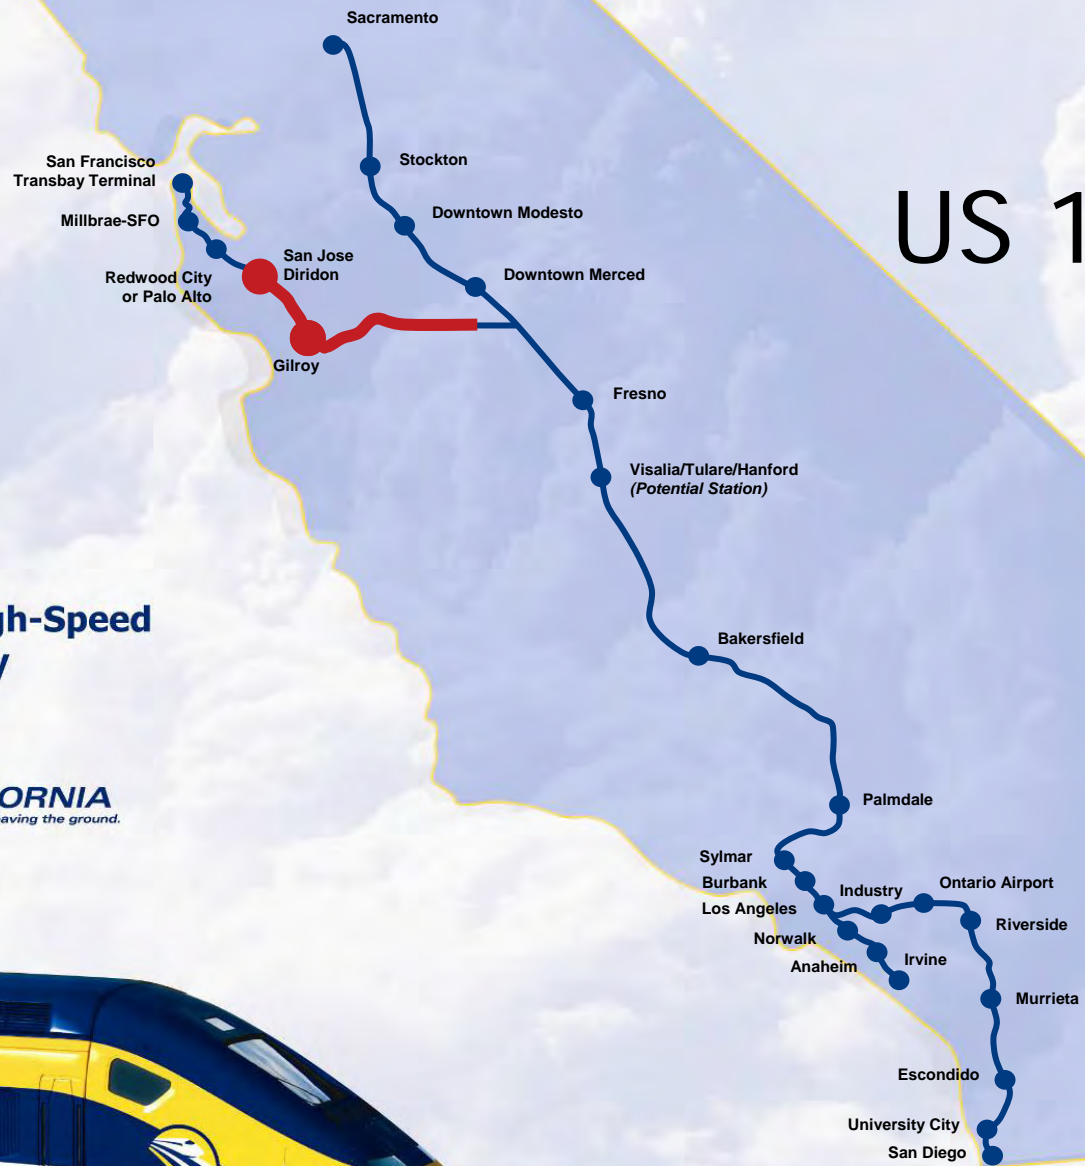 Sacramento
San Francisco
Transbay Terminal
Stockton
Millbrae-SFO
Downtown Modesto
US 1
San Jose
Diridon
Redwood City
or Palo Alto
Downtown Merced
Gilroy
Fresno
Visalia/Tulare/Hanford
(Potential Station)
gh-Speed
y
Bakersfield
ORNIA
eaving the ground.
Palmdale
Sylmar
Burbank
Industry
Ontario Airport
Los Angeles
Riverside
Norwalk
Anaheim
Irvine
Murrieta
Escondido
University City
San Diego